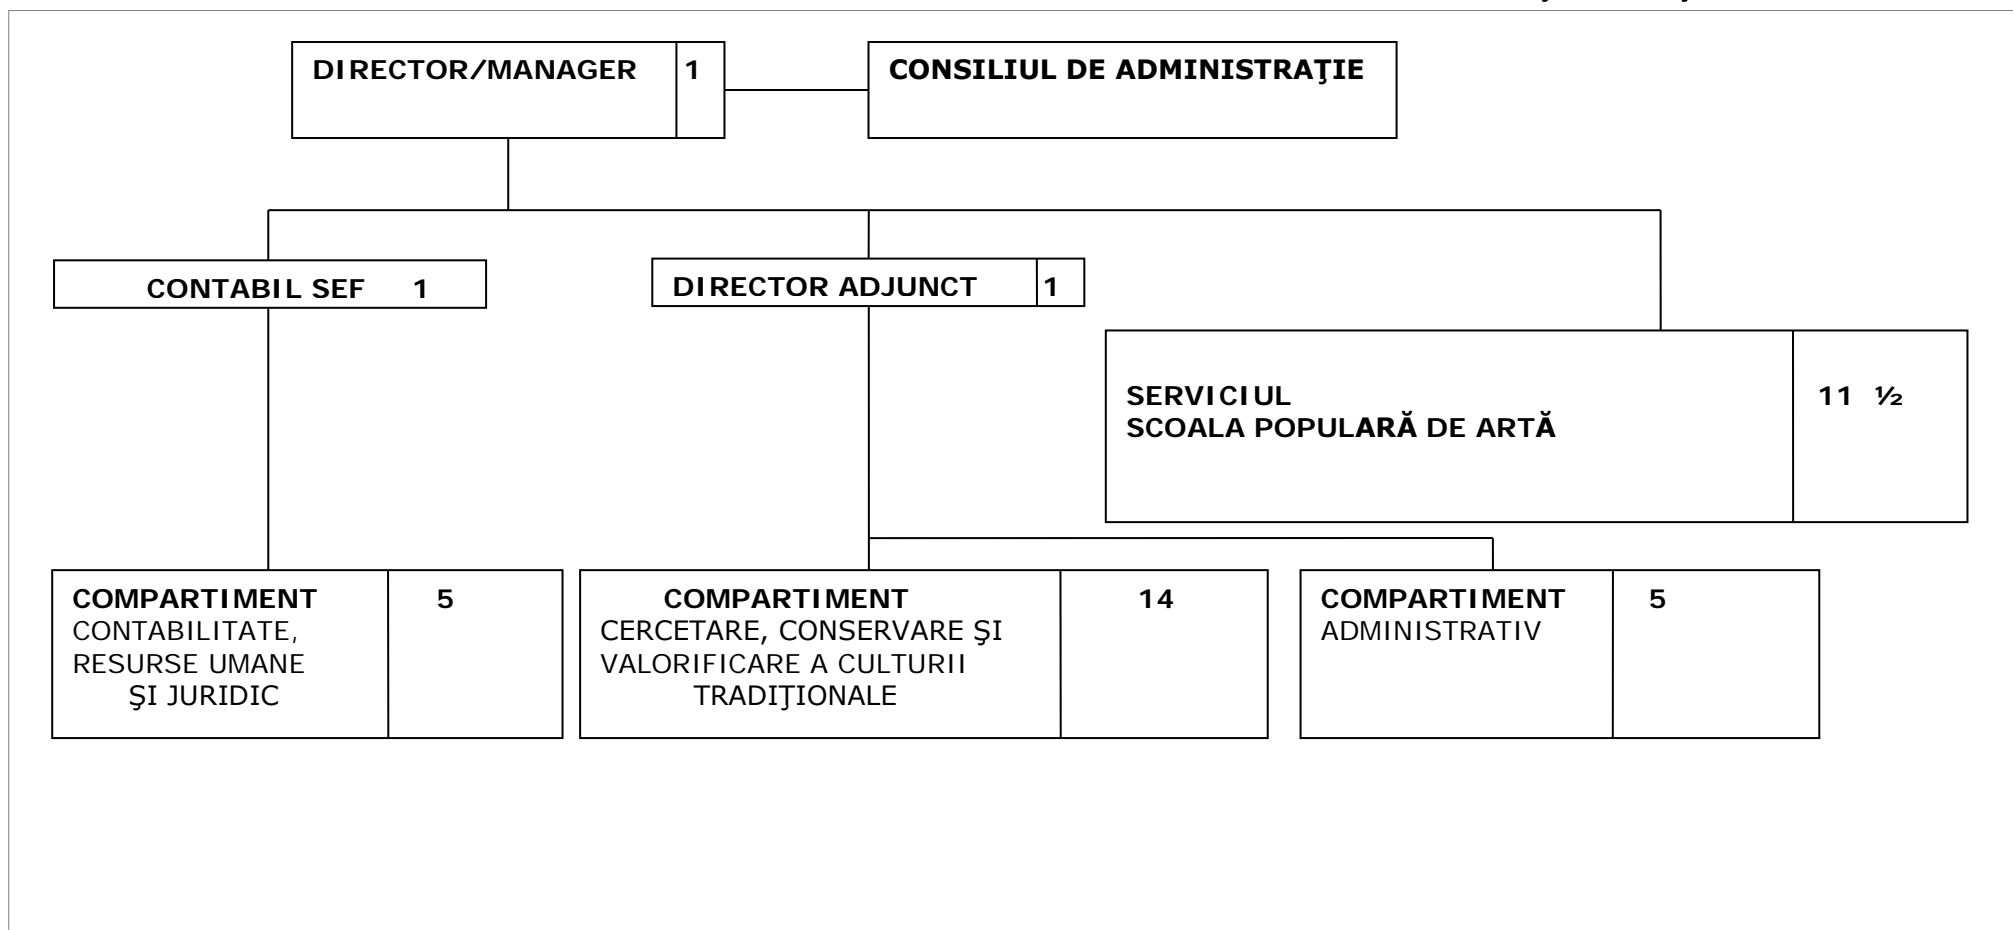 DIRECTOR/MANAGER 1
CONSILIUL DE ADMINISTRAŢIE
CONTABIL SEF 1
DIRECTOR ADJUNCT 1
SERVICIUL 11 ½
SCOALA POPULARĂ DE ARTĂ
COMPARTIMENT 5
CONTABILITATE,
RESURSE UMANE
ŞI JURIDIC
COMPARTIMENT 14
CERCETARE, CONSERVARE ŞI
VALORIFICARE A CULTURII
TRADIŢIONALE
COMPARTIMENT 5
ADMINISTRATIV